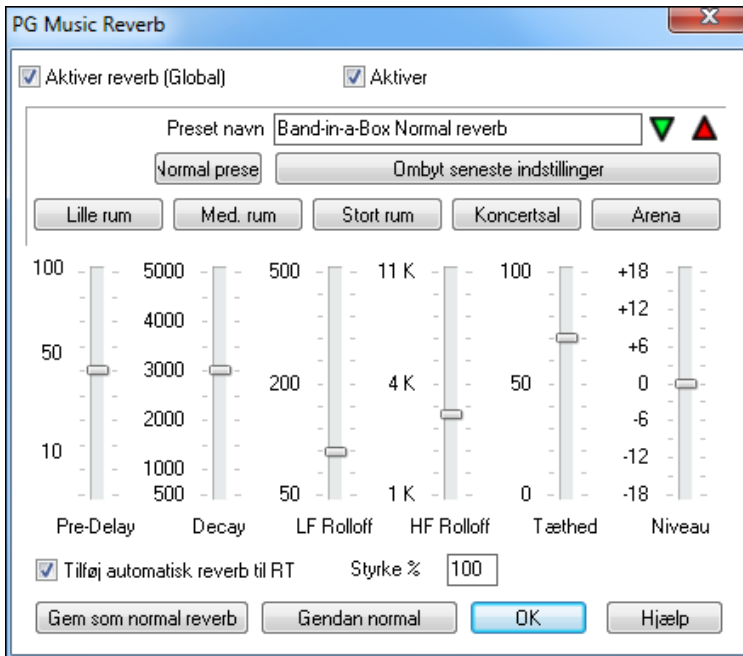 PG Music Reverb
Aktiver reverb (Global) Aktiver
Preset navn Band-in-a-Box Normal reverb
Normal prese Ombyt seneste indstillinger
Lille rum Med. rum Stort rum Koncertsal Arena
100 5000 500 11 K 100 +18
4000 +12
50 +6
3000 200 4 K 50 0
2000 -6
10 -12
1000
500 50 1 K 0 -18
Pre-Delay Decay LF Rolloff HF Rolloff Tæthed Niveau
Tilføj automatisk reverb til RT Styrke % 100
Gem som normal reverb Gendan normal OK Hjælp